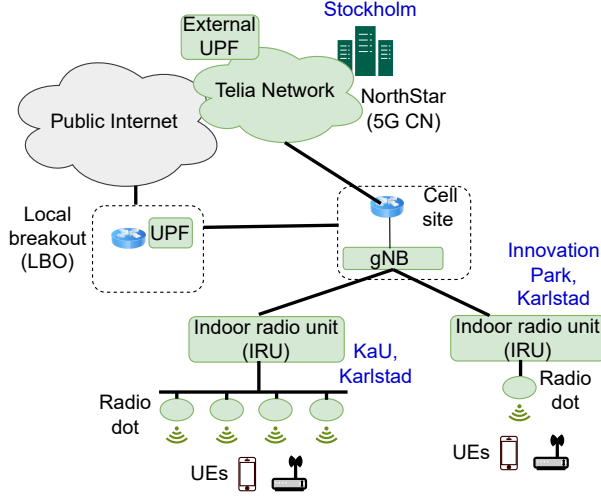 Stockholm
External
UPF
Telia Network
NorthStar
(5G CN)
Public Internet
Local
breakout
(LBO)
UPF
Cell
site
gNB
Innovation
Park,
Karlstad
Indoor radio unit
(IRU)
KaU,
Karlstad
Indoor radio unit
(IRU)
Radio
dot
Radio
dot
UEs
UEs